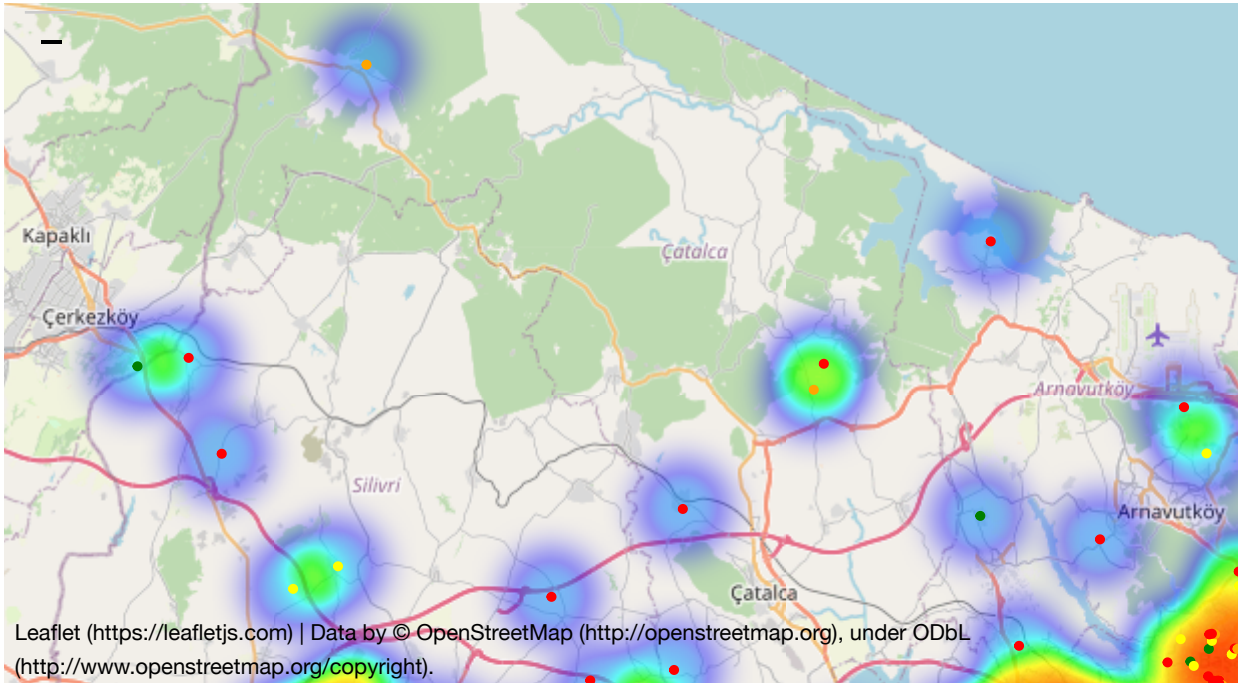 Çatalca
Kapaklı
Çerkezköy
Arnavutköy
Silivri
Arnavutköy
Çatalca
Leaflet (https://leafletjs.com) | Data by © OpenStreetMap (http://openstreetmap.org), under ODbL
(http://www.openstreetmap.org/copyright).